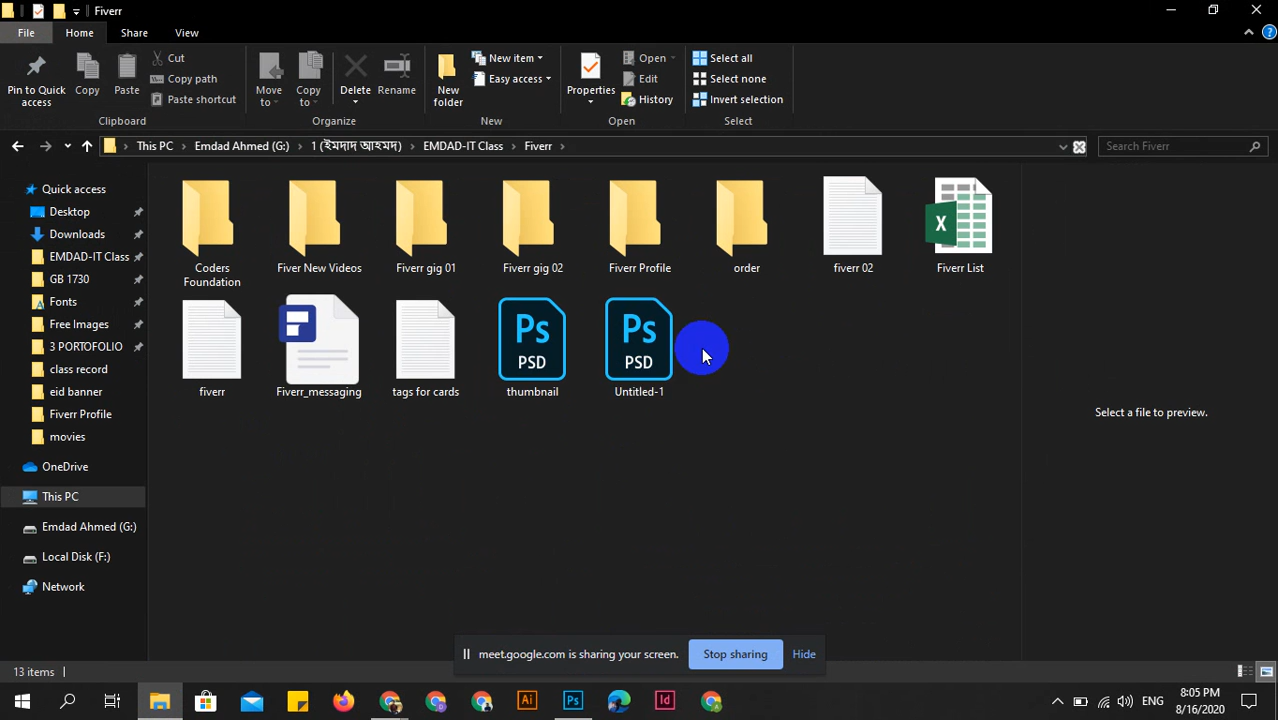 Fiverr
File Home Share View
Pin to Quick access
Copy
Paste
Cut
Copy path
Paste shortcut
Clipboard
Move to
Copy to
Delete
Rename
Organize
New folder
New item
Easy access
New
Properties
Open
Edit
History
Open
Select all
Select none
Invert selection
Select
This PC > Emdad Ahmed (G:) > 1 (ইমদাদ আহমদ) > EMDAD-IT Class > Fiverr >
Search Fiverr
Quick access
Desktop
Downloads
EMDAD-IT Class
GB 1730
Fonts
Free Images
3 PORTOFOLIO
class record
eid banner
Fiverr Profile
movies
OneDrive
This PC
Emdad Ahmed (G:)
Local Disk (F:)
Network
Coders Foundation
Fiver New Videos
Fiverr gig 01
Fiverr gig 02
Fiverr Profile
order
fiverr 02
X
Fiverr List
fiverr
Fiverr_messaging
tags for cards
Ps
PSD
thumbnail
Ps
PSD
Untitled-1
Select a file to preview.
meet.google.com is sharing your screen.
Stop sharing
Hide
13 items
Ai
Ps
Id
ENG
8:05 PM
8/16/2020